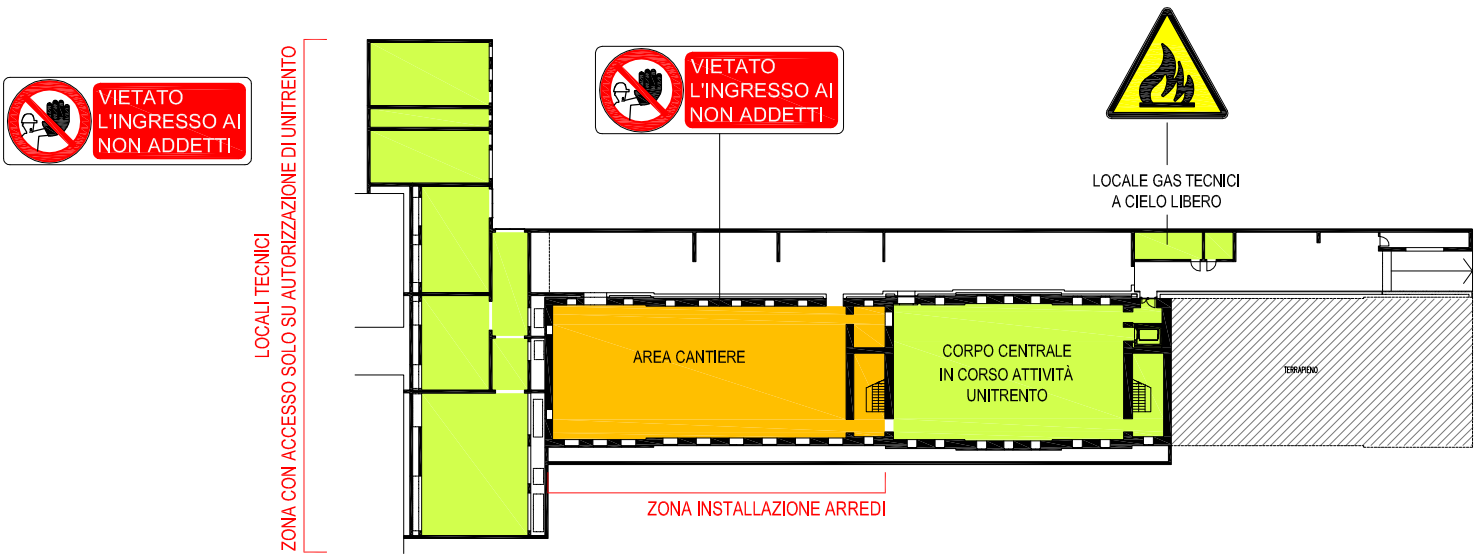 VIETATO
L'INGRESSO AI
NON ADDETTI
LOCALI TECNICI
ZONA CON ACCESSO SOLO SU AUTORIZZAZIONE DI UNITRENTO
VIETATO
L'INGRESSO AI
NON ADDETTI
LOCALE GAS TECNICI
A CIELO LIBERO
AREA CANTIERE
CORPO CENTRALE
IN CORSO ATTIVITÀ
UNITRENTO
TERRAPIENO
ZONA INSTALLAZIONE ARREDI